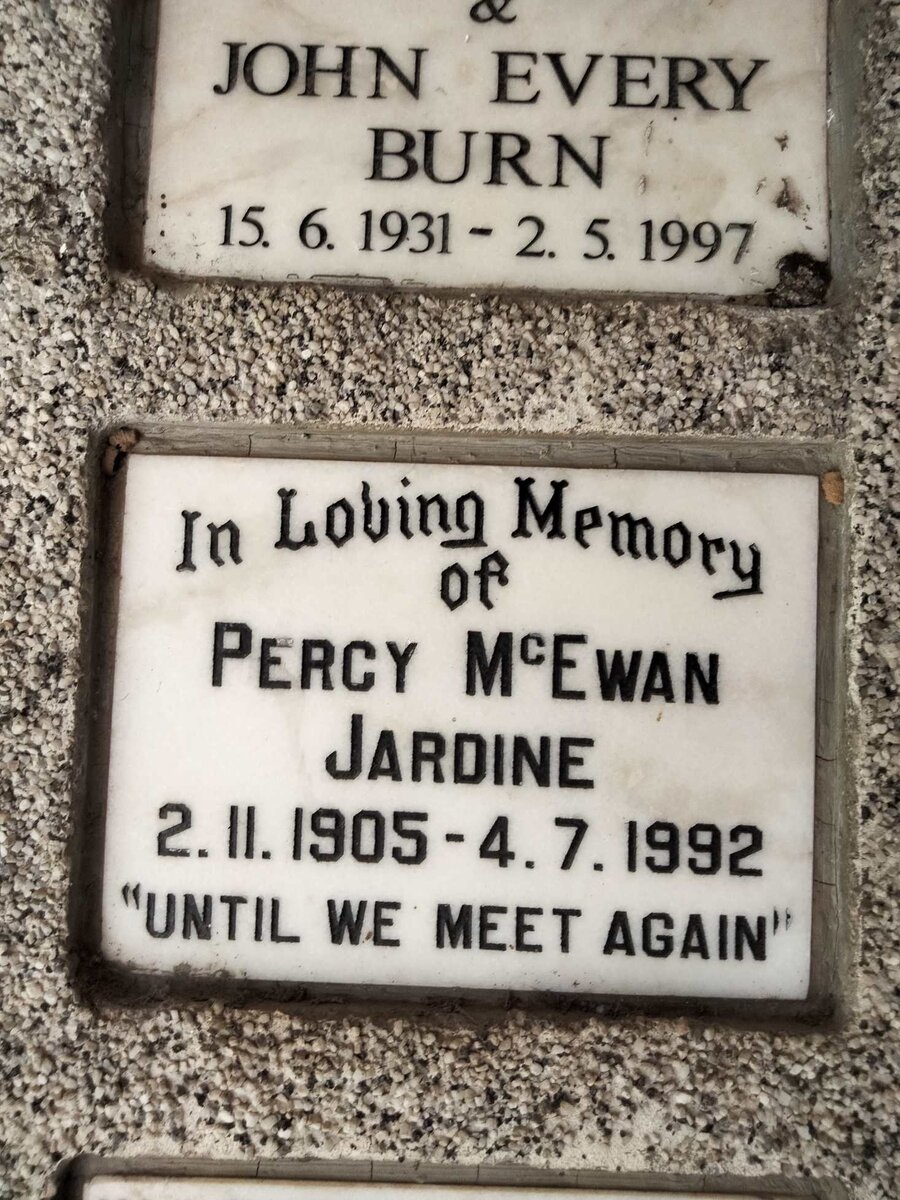 &
JOHN EVERY
BURN
15. 6. 1931 - 2. 5. 1997
In Loving Memory
of
PERCY McEWAN
JARDINE
2. 11. 1905 - 4. 7. 1992
"UNTIL WE MEET AGAIN"